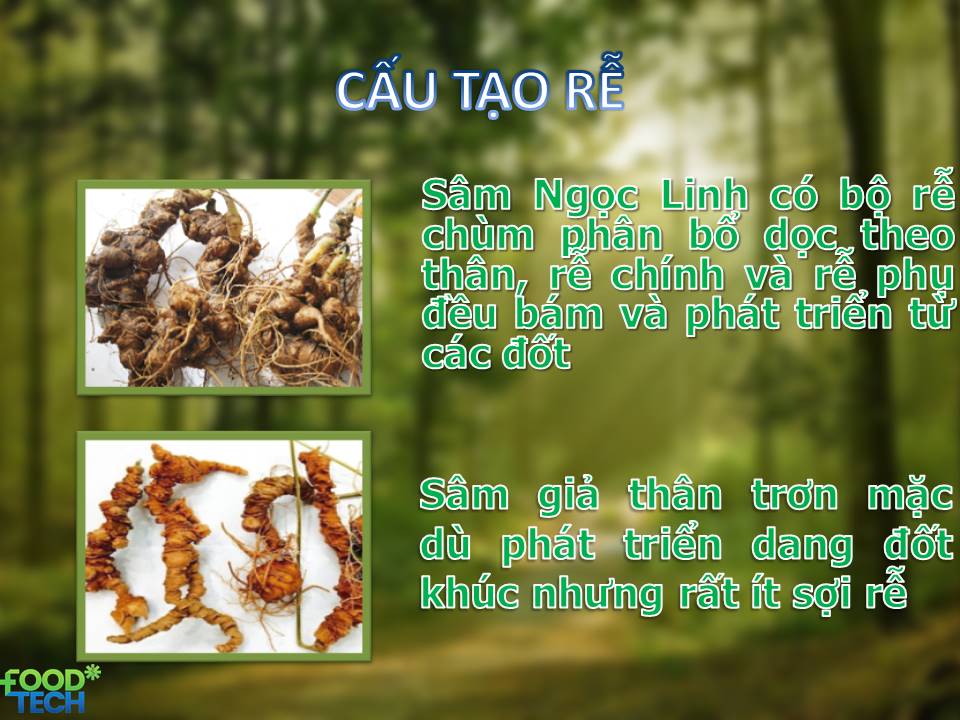 CẤU TẠO RỄ
Sâm Ngọc Linh có bộ rễ
chùm phân bổ dọc theo
thân, rễ chính và rễ phụ
đều bám và phát triển từ
các đốt
Sâm giả thân trơn mặc
dù phát triển dang đốt
khúc nhưng rất ít sợi rễ
FOOD
TECH